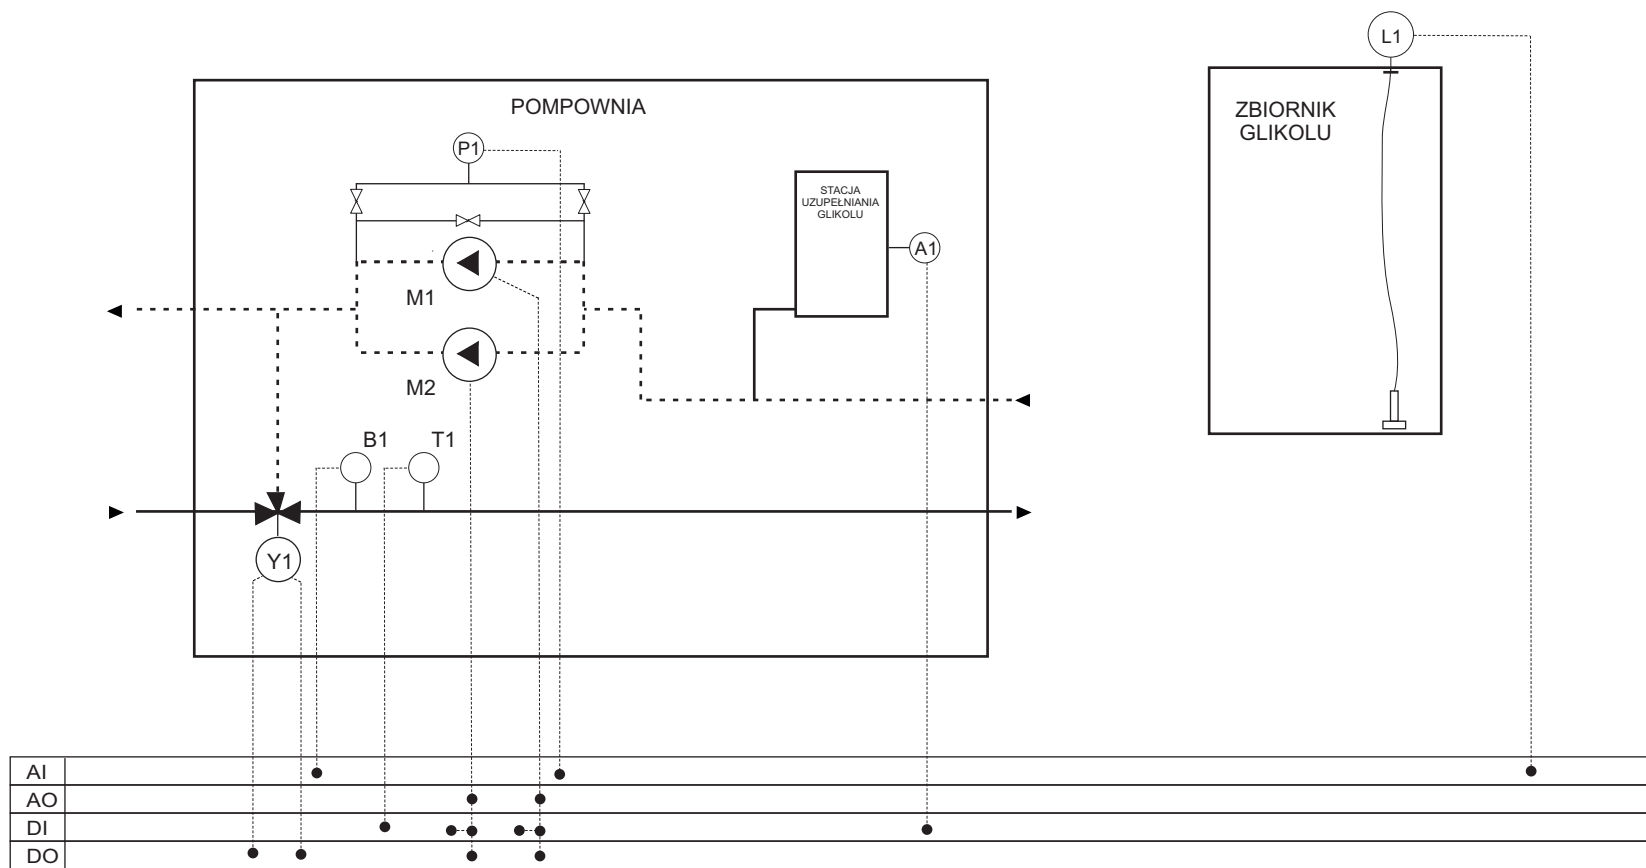 L1
POMPOWNIA
ZBIORNIK
GLIKOLU
P1
STACJA
UZUPEŁNIANIA
GLIKOLU
A1
M1
M2
B1
T1
Y1
AI
AO
DI
DO